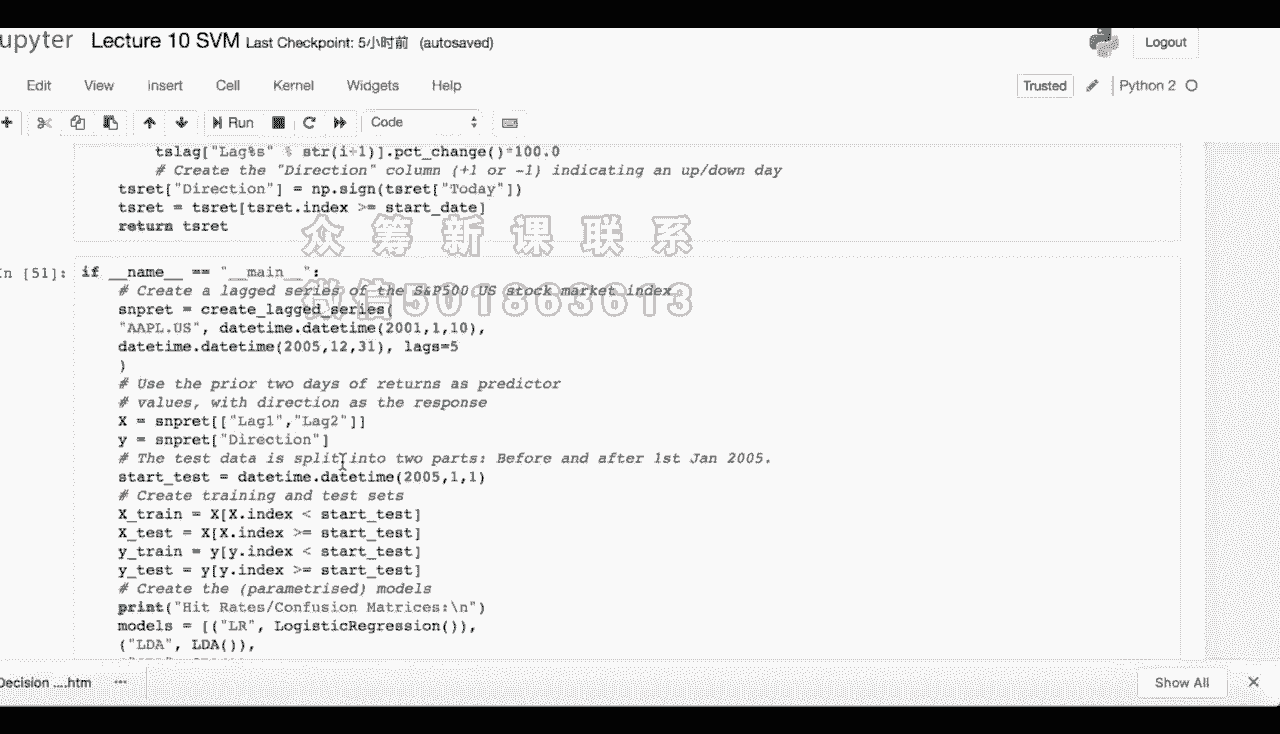 upyter Lecture 10 SVM Last Checkpoint: 5小时前 (autosaved)
Logout
Edit View Insert Cell Kernel Widgets Help
Trusted
Python 2
Run
Code
tslag["Lag%s" % str(i+1)].pct_change()*100.0
# Create the "Direction" column (+1 or -1) indicating an up/down day
tsret["Direction"] = np.sign(tsret["Today"])
tsret = tsret[tsret.index >= start_date]
return tsret
众筹新课联系
微信501863613
n [51]:
if __name__ == "__main__":
# Create a lagged series of the S&P500 US stock market index
snpret = create_lagged_series(
"AAPL.US", datetime.datetime(2001,1,10),
datetime.datetime(2005,12,31), lags=5
)
# Use the prior two days of returns as predictor
# values, with direction as the response
X = snpret[["Lag1","Lag2"]]
y = snpret["Direction"]
# The test data is split into two parts: Before and after 1st Jan 2005.
start_test = datetime.datetime(2005,1,1)
# Create training and test sets
X_train = X[X.index < start_test]
X_test = X[X.index >= start_test]
y_train = y[y.index < start_test]
y_test = y[y.index >= start_test]
# Create the (parametrised) models
print("Hit Rates/Confusion Matrices:\n")
models = [("LR", LogisticRegression()),
("LDA", LDA()),
Decision ....htm
Show All